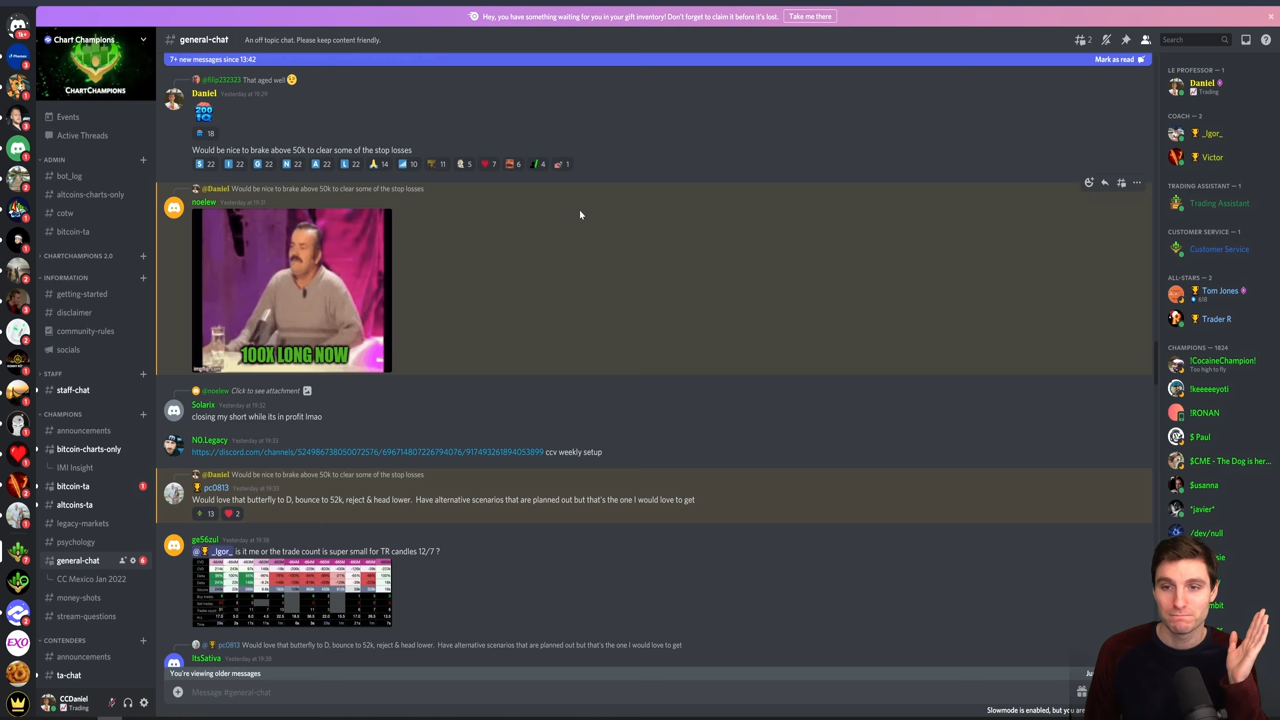 Hey, you have something waiting for you in your gift inventory! Don't forget to claim it before it's lost.
Take me there
Chart Champions
CHARTCHAMPIONS
Events
Active Threads
ADMIN
bot_log
altcoins-charts-only
cotw
bitcoin-ta
CHARTCHAMPIONS 2.0
INFORMATION
getting-started
disclaimer
community-rules
socials
STAFF
staff-chat
CHAMPIONS
announcements
bitcoin-charts-only
IMI Insight
bitcoin-ta 1
altcoins-ta
legacy-markets
psychology
general-chat 6
CC Mexico Jan 2022
money-shots
stream-questions
CONTENDERS
announcements
ta-chat
CCDaniel
Trading
general-chat An off topic chat. Please keep content friendly.
2
Search
7+ new messages since 13:42
Mark as read
@filip232323 That aged well
Daniel Yesterday at 19:29
200
IQ
18
Would be nice to brake above 50k to clear some of the stop losses
S 22 I 22 G 22 N 22 A 22 L 22 14 10 11 5 7 6 4 1
@Daniel Would be nice to brake above 50k to clear some of the stop losses
noelew Yesterday at 19:31
100X LONG NOW
imgflip.com
@noelew Click to see attachment
Solarix Yesterday at 19:32
closing my short while its in profit lmao
N0.Legacy Yesterday at 19:33
https://discord.com/channels/524986738050072576/696714807226794076/917493261894053899 ccv weekly setup
@Daniel Would be nice to brake above 50k to clear some of the stop losses
pc0813 Yesterday at 19:35
Would love that butterfly to D, bounce to 52k, reject & head lower. Have alternative scenarios that are planned out but that's the one I would love to get
13 2
ge56zul Yesterday at 19:38
@ _Igor_ is it me or the trade count is super small for TR candles 12/7 ?
@ pc0813 Would love that butterfly to D, bounce to 52k, reject & head lower. Have alternative scenarios that are planned out but that's the one I would love to get
ItsSativa Yesterday at 19:38
You're viewing older messages
Message #general-chat
Slowmode is enabled, but you are
LE PROFESSOR — 1
Daniel
Trading
COACH — 2
_Igor_
Victor
TRADING ASSISTANT — 1
Trading Assistant
CUSTOMER SERVICE — 1
Customer Service
ALL-STARS — 2
Tom Jones
618
Trader R
CHAMPIONS — 1824
!CocaineChampion!
Too high to fly
!keeeeeyoti
!RONAN
$ Paul
$CME - The Dog is her...
$usanna
*javier*
/dev/null
EXO